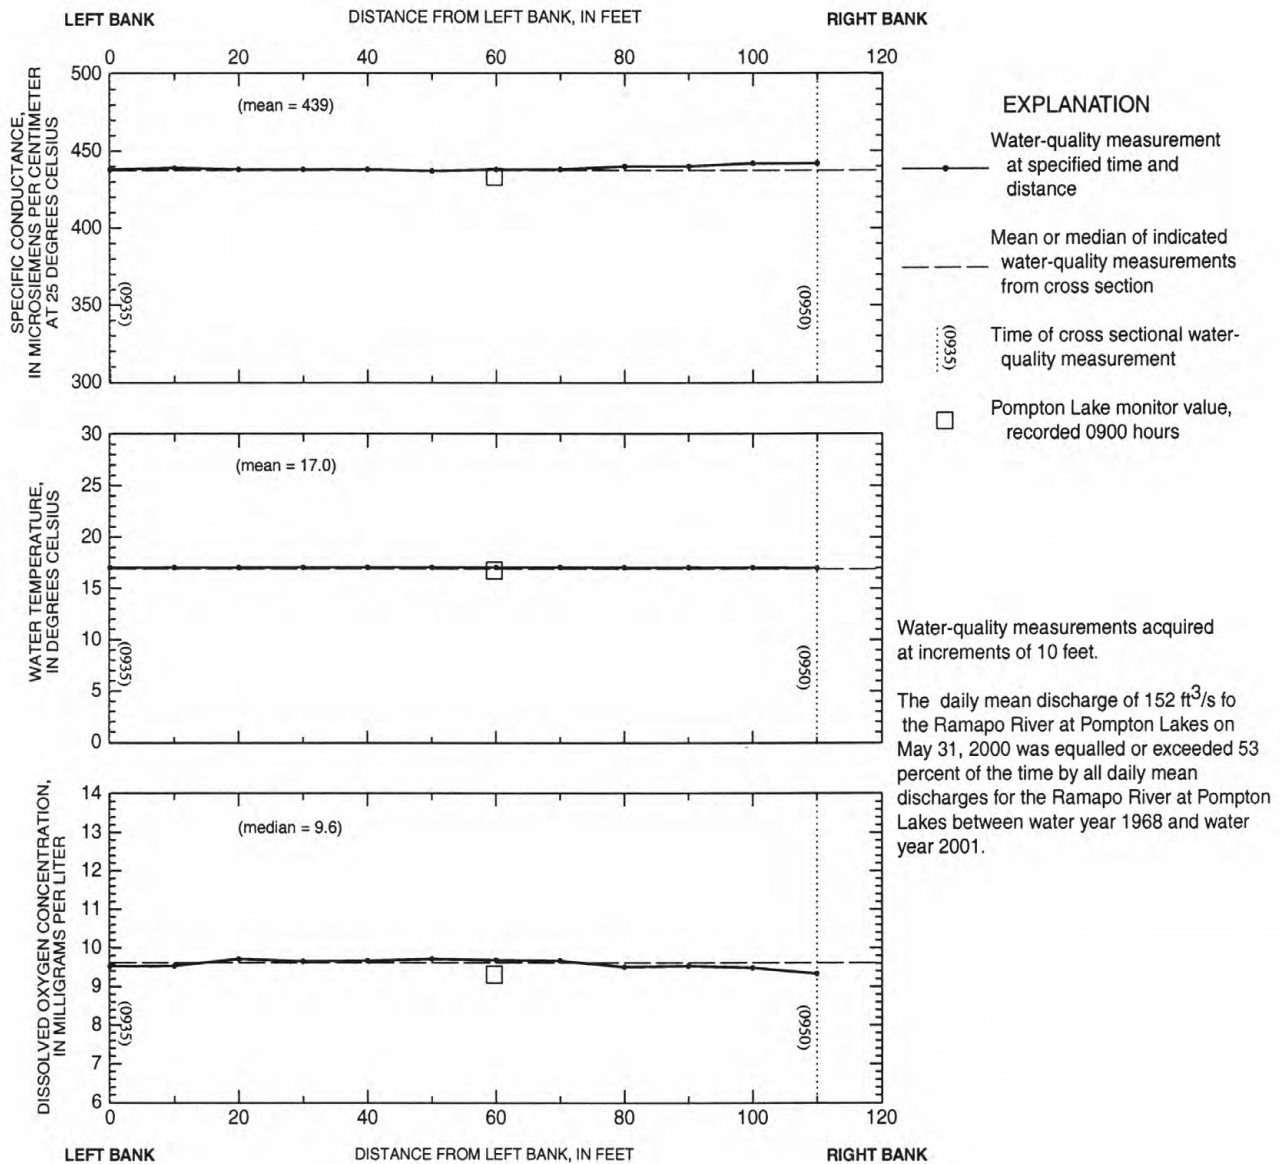 LEFT BANK
DISTANCE FROM LEFT BANK, IN FEET
RIGHT BANK
0 20 40 60 80 100 120
SPECIFIC CONDUCTANCE,
IN MICROSIEMENS PER CENTIMETER
AT 25 DEGREES CELSIUS
500
450
400
350
300
(mean = 439)
(0935)
(0950)
WATER TEMPERATURE,
IN DEGREES CELSIUS
30
25
20
15
10
5
0
(mean = 17.0)
(0935)
(0950)
DISSOLVED OXYGEN CONCENTRATION,
IN MILLIGRAMS PER LITER
14
13
12
11
10
9
8
7
6
(median = 9.6)
(0935)
(0950)
0 20 40 60 80 100 120
LEFT BANK
DISTANCE FROM LEFT BANK, IN FEET
RIGHT BANK
EXPLANATION
Water-quality measurement
at specified time and
distance
Mean or median of indicated
water-quality measurements
from cross section
(0935)
Time of cross sectional water-
quality measurement
Pompton Lake monitor value,
recorded 0900 hours
Water-quality measurements acquired
at increments of 10 feet.
The daily mean discharge of 152 ft³/s fo
the Ramapo River at Pompton Lakes on
May 31, 2000 was equalled or exceeded 53
percent of the time by all daily mean
discharges for the Ramapo River at Pompton
Lakes between water year 1968 and water
year 2001.